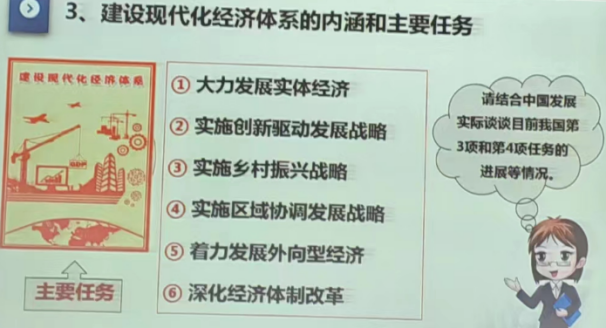 3、建设现代化经济体系的内涵和主要任务
建设现代化经济体系
GDP
① 大力发展实体经济
② 实施创新驱动发展战略
③ 实施乡村振兴战略
④ 实施区域协调发展战略
⑤ 着力发展外向型经济
⑥ 深化经济体制改革
主要任务
请结合中国发展
实际谈谈目前我国第
3项和第4项任务的
进展等情况。